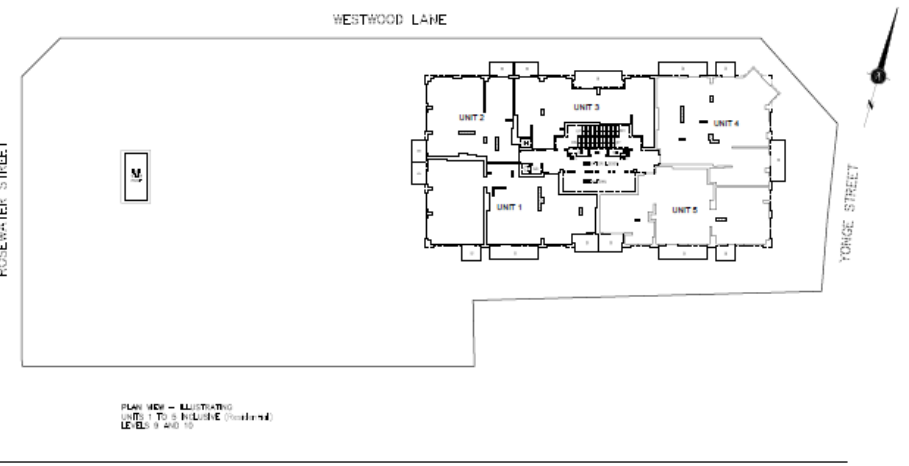 WESTWOOD LANE
UNIT 2
UNIT 3
UNIT 4
UNIT 1
UNIT 5
ROSEWATER STREET
YONGE STREET
N
PLAN VIEW – ILLUSTRATING
UNITS 1 TO 5 INCLUSIVE (Residential)
LEVELS 9 AND 10